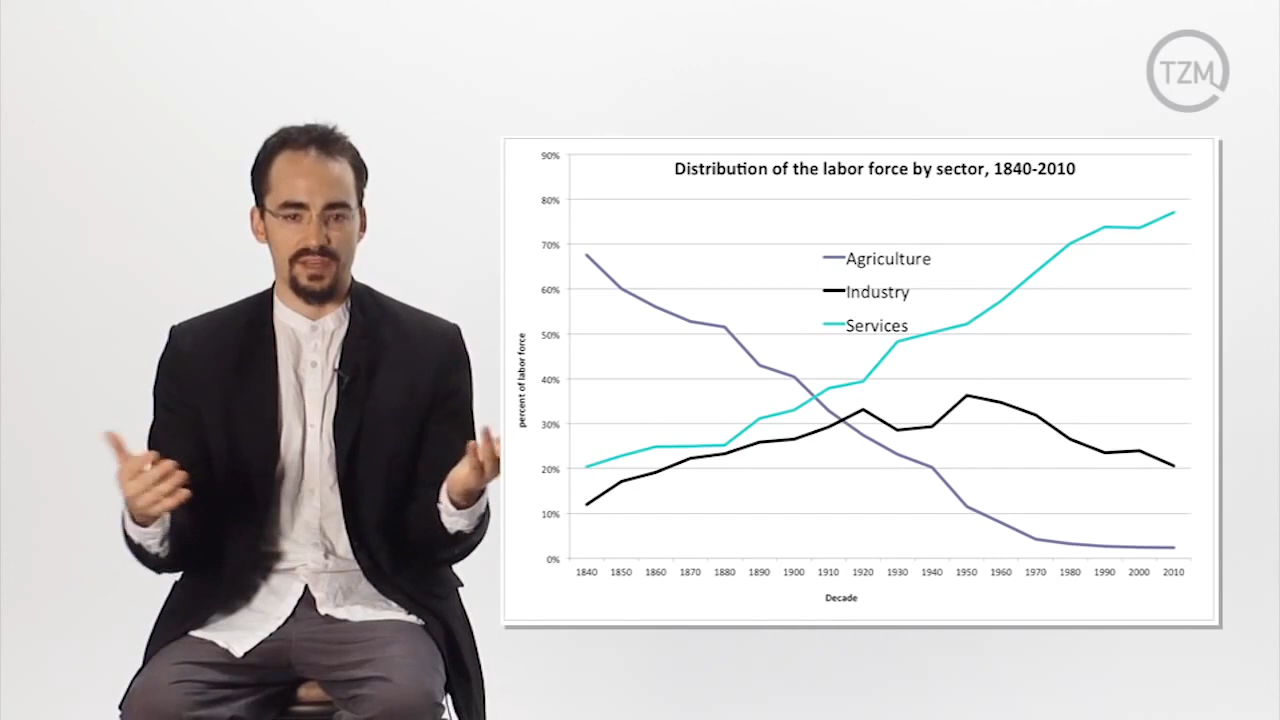 TZM
Distribution of the labor force by sector, 1840-2010
90%
80%
70%
60%
50%
40%
30%
20%
10%
0%
percent of labor force
Agriculture
Industry
Services
1840 1850 1860 1870 1880 1890 1900 1910 1920 1930 1940 1950 1960 1970 1980 1990 2000 2010
Decade